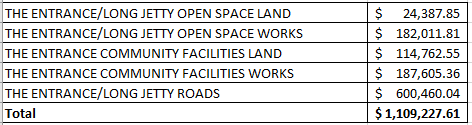 THE ENTRANCE/LONG JETTY OPEN SPACE LAND $ 24,387.85
THE ENTRANCE/LONG JETTY OPEN SPACE WORKS $ 182,011.81
THE ENTRANCE COMMUNITY FACILITIES LAND $ 114,762.55
THE ENTRANCE COMMUNITY FACILITIES WORKS $ 187,605.36
THE ENTRANCE/LONG JETTY ROADS $ 600,460.04
Total $ 1,109,227.61